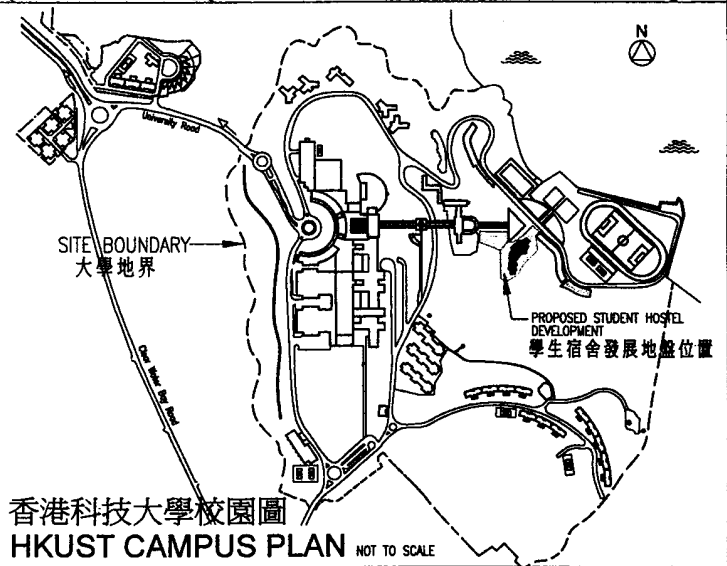 N
University Road
SITE BOUNDARY
大學地界
PROPOSED STUDENT HOSTEL
DEVELOPMENT
學生宿舍發展地盤位置
Clear Water Bay Road
香港科技大學校園圖
HKUST CAMPUS PLAN NOT TO SCALE